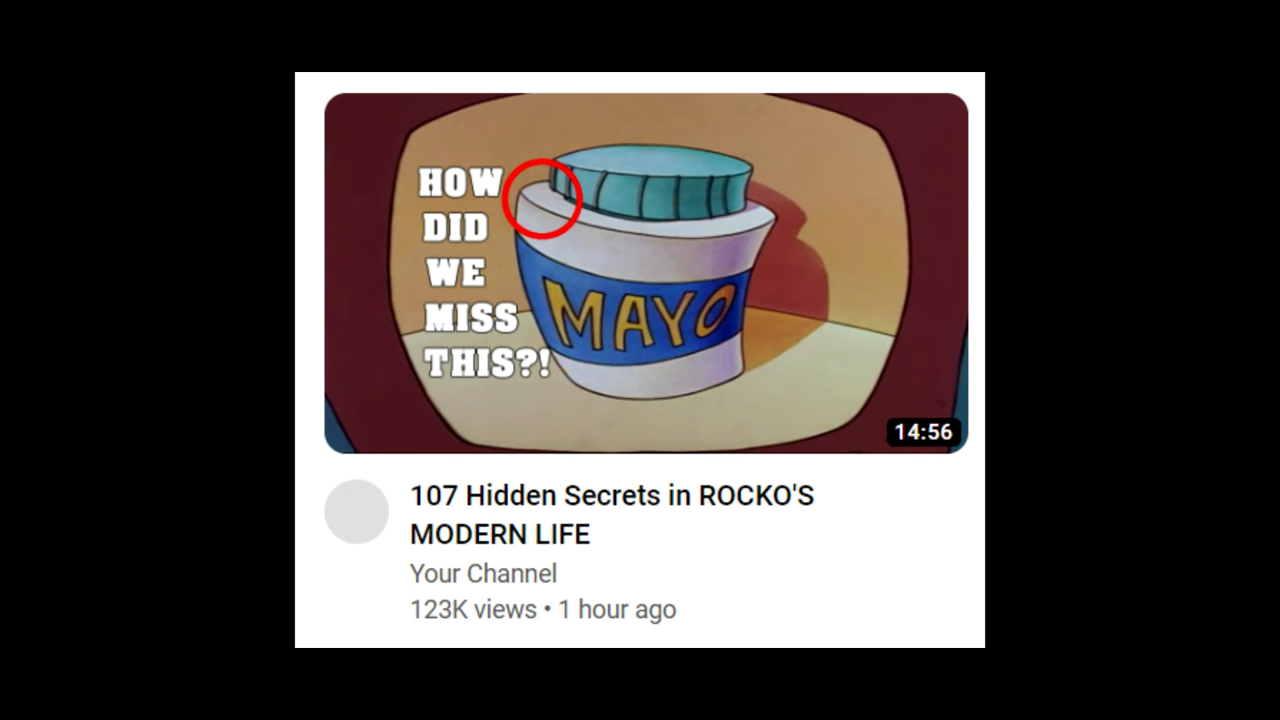 HOW
DID
WE
MISS
THIS?!
MAYO
14:56
107 Hidden Secrets in ROCKO'S
MODERN LIFE
Your Channel
123K views • 1 hour ago